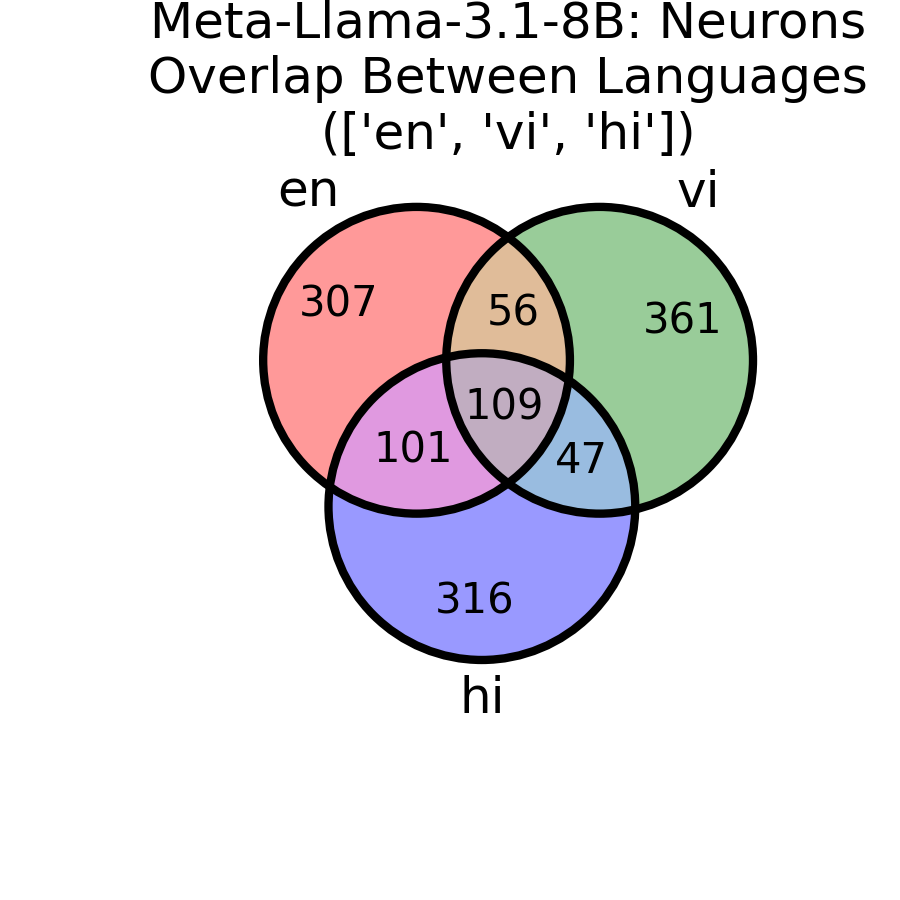 Meta-Llama-3.1-8B: Neurons
Overlap Between Languages
(['en', 'vi', 'hi'])
en
vi
307
56
361
109
101
47
316
hi